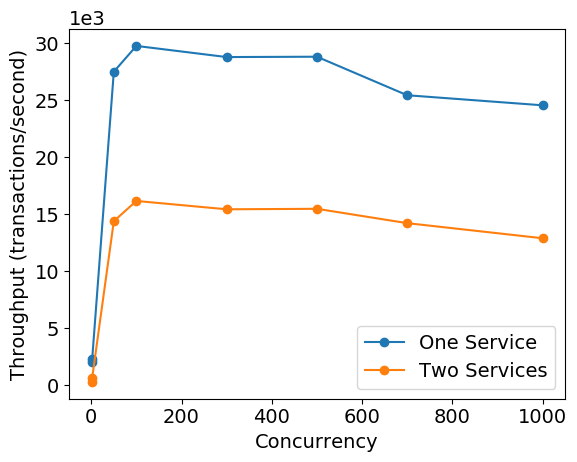 1e3
30
25
20
15
10
5
0
Throughput (transactions/second)
One Service
Two Services
0 200 400 600 800 1000
Concurrency